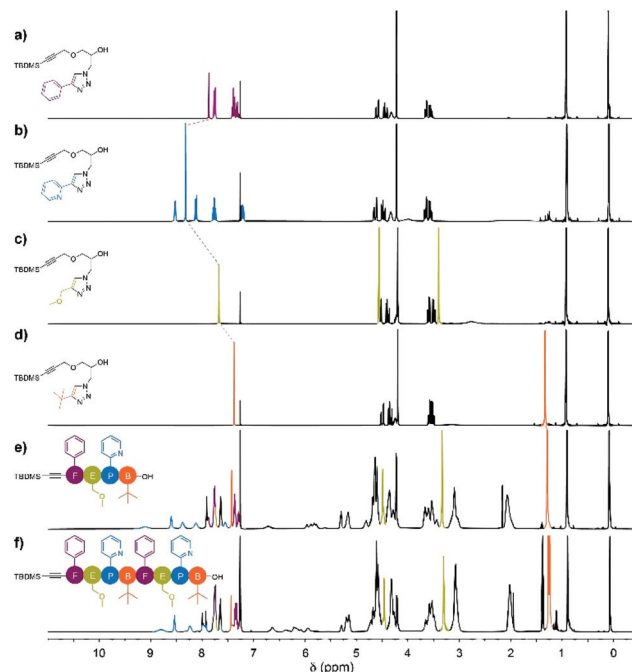 a)
TBDMS
O
OH
N
N
N
b)
TBDMS
O
OH
N
N
N
N
c)
TBDMS
O
OH
N
N
N
O
d)
TBDMS
O
OH
N
N
N
e)
N
TBDMS F E P B OH
O
f)
N N
TBDMS F E P B F E P B OH
O O
10 9 8 7 6 5 4 3 2 1 0
δ (ppm)